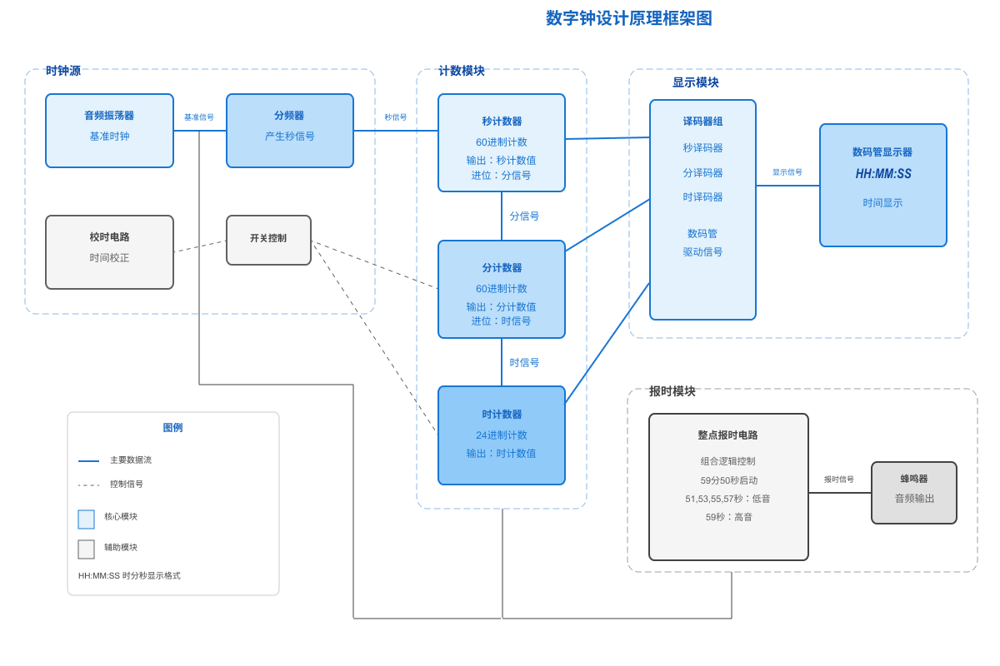 数字钟设计原理框架图
时钟源
音频振荡器
基准时钟
基准信号
分频器
产生秒信号
秒信号
校时电路
时间校正
开关控制
计数模块
秒计数器
60进制计数
输出：秒计数值
进位：分信号
分信号
分计数器
60进制计数
输出：分计数值
进位：时信号
时信号
时计数器
24进制计数
输出：时计数值
显示模块
译码器组
秒译码器
分译码器
时译码器
数码管
驱动信号
显示信号
数码管显示器
HH:MM:SS
时间显示
报时模块
整点报时电路
组合逻辑控制
59分50秒启动
51,53,55,57秒：低音
59秒：高音
报时信号
蜂鸣器
音频输出
图例
主要数据流
控制信号
核心模块
辅助模块
HH:MM:SS 时分秒显示格式